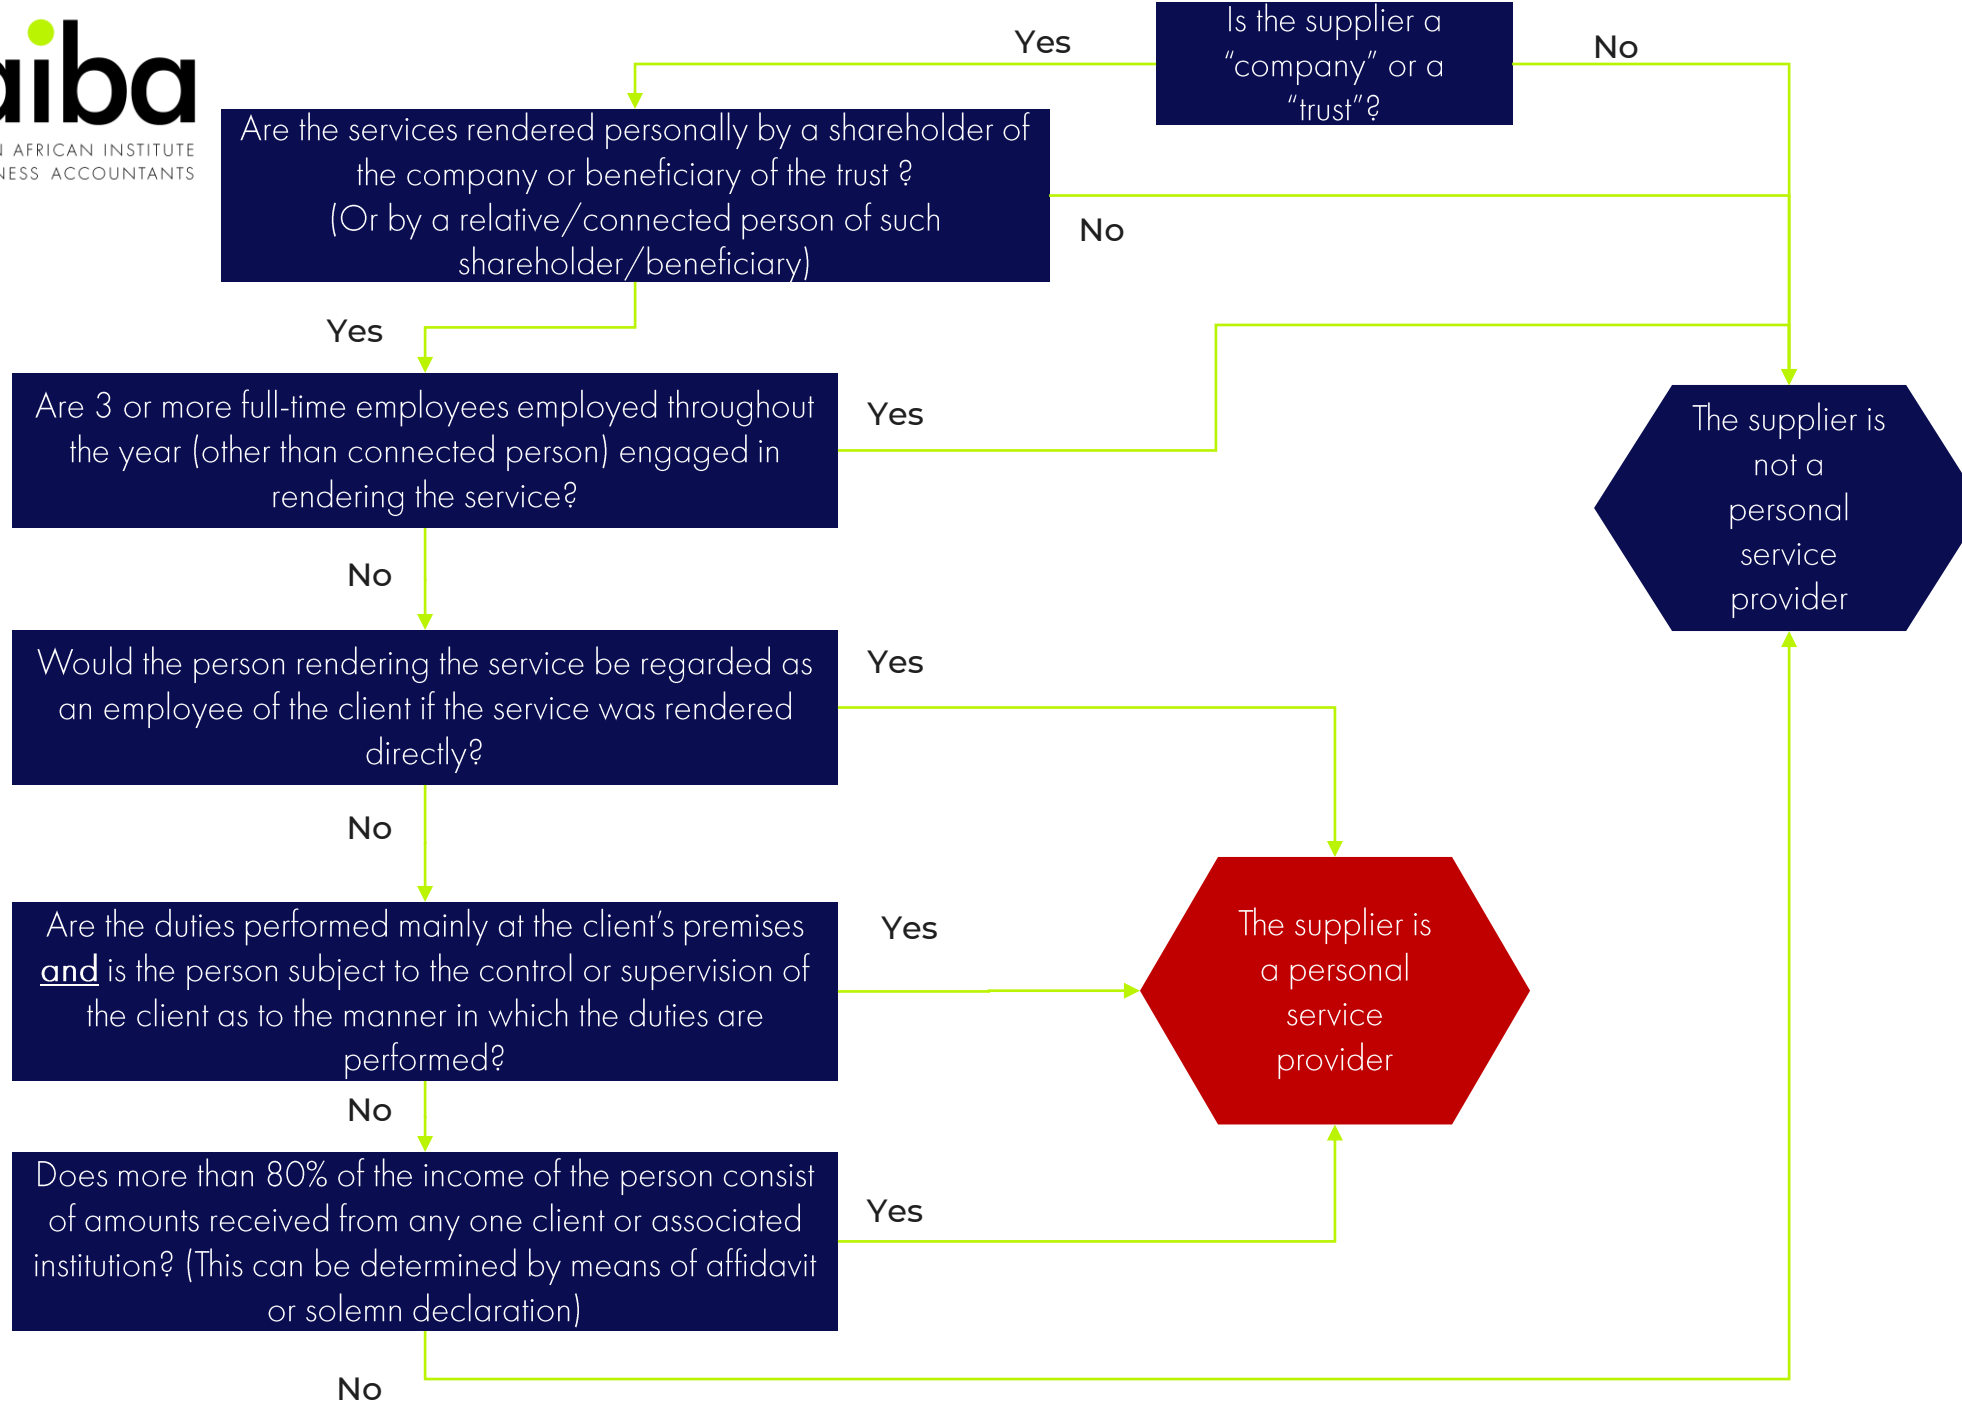 aiba
AFRICAN INSTITUTE
ACCOUNTANTS
Is the supplier a
“company” or a
“trust”?
Yes
No
Are the services rendered personally by a shareholder of
the company or beneficiary of the trust ?
(Or by a relative/connected person of such
shareholder/beneficiary)
No
Yes
Are 3 or more full-time employees employed throughout
the year (other than connected person) engaged in
rendering the service?
Yes
The supplier is
not a
personal
service
provider
No
Would the person rendering the service be regarded as
an employee of the client if the service was rendered
directly?
Yes
No
Are the duties performed mainly at the client’s premises
and is the person subject to the control or supervision of
the client as to the manner in which the duties are
performed?
Yes
The supplier is
a personal
service
provider
No
Does more than 80% of the income of the person consist
of amounts received from any one client or associated
institution? (This can be determined by means of affidavit
or solemn declaration)
Yes
No